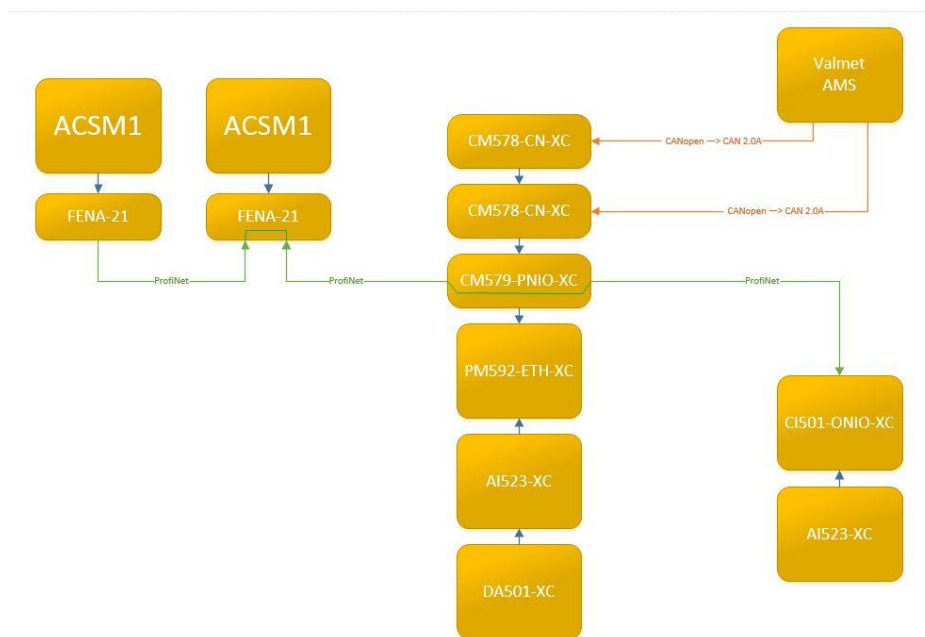 Valmet
AMS
ACSM1
ACSM1
CM578-CN-XC
CANopen —> CAN 2.0A
FENA-21
FENA-21
CM578-CN-XC
CANopen —> CAN 2.0A
ProfiNet
ProfiNet
CM579-PNIO-XC
ProfiNet
PM592-ETH-XC
CI501-ONIO-XC
AI523-XC
AI523-XC
DA501-XC